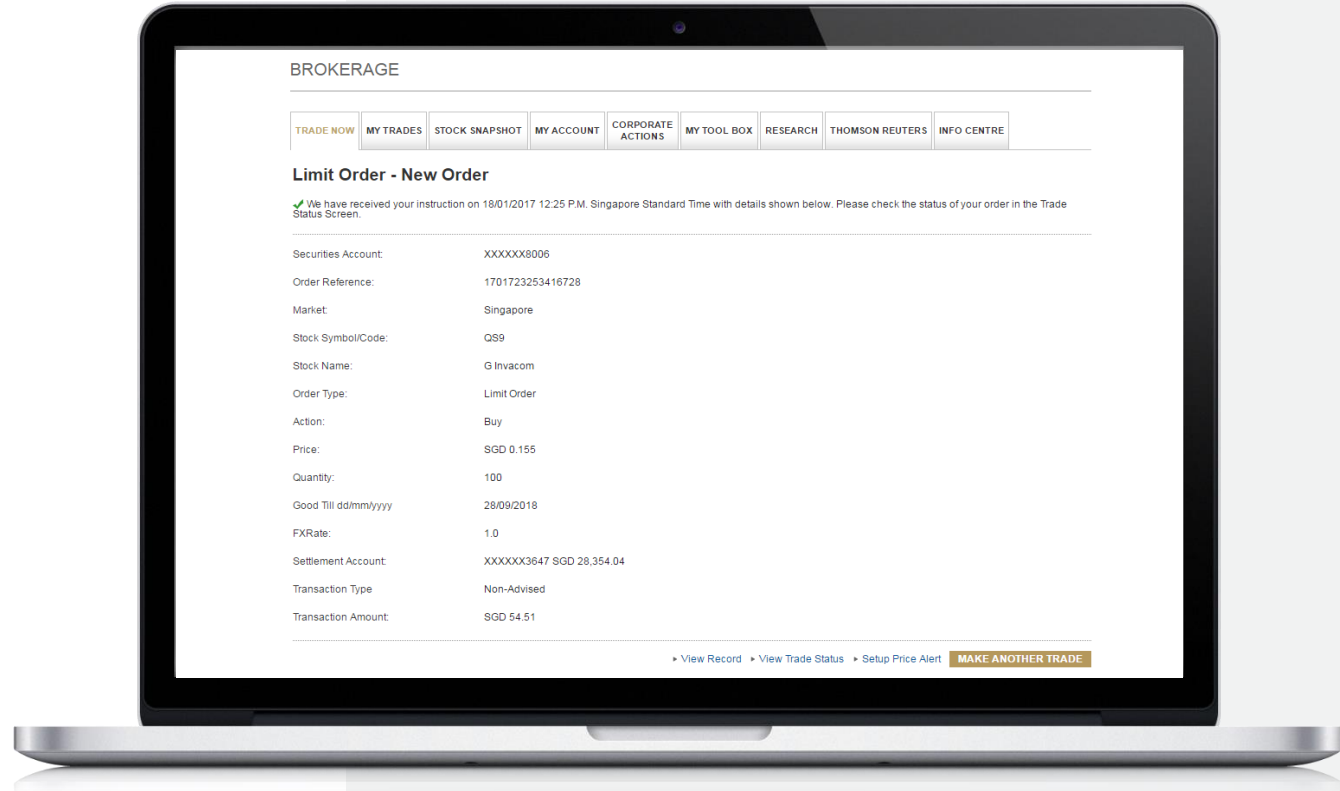 BROKERAGE
TRADE NOW MY TRADES STOCK SNAPSHOT MY ACCOUNT CORPORATE ACTIONS MY TOOL BOX RESEARCH THOMSON REUTERS INFO CENTRE
Limit Order - New Order
We have received your instruction on 18/01/2017 12:25 P.M. Singapore Standard Time with details shown below. Please check the status of your order in the Trade
Status Screen.
Securities Account: XXXXXX8006
Order Reference: 1701723253416728
Market: Singapore
Stock Symbol/Code: QS9
Stock Name: G Invacom
Order Type: Limit Order
Action: Buy
Price: SGD 0.155
Quantity: 100
Good Till dd/mm/yyyy 28/09/2018
FXRate: 1.0
Settlement Account: XXXXXX3647 SGD 28,354.04
Transaction Type Non-Advised
Transaction Amount: SGD 54.51
View Record View Trade Status Setup Price Alert MAKE ANOTHER TRADE